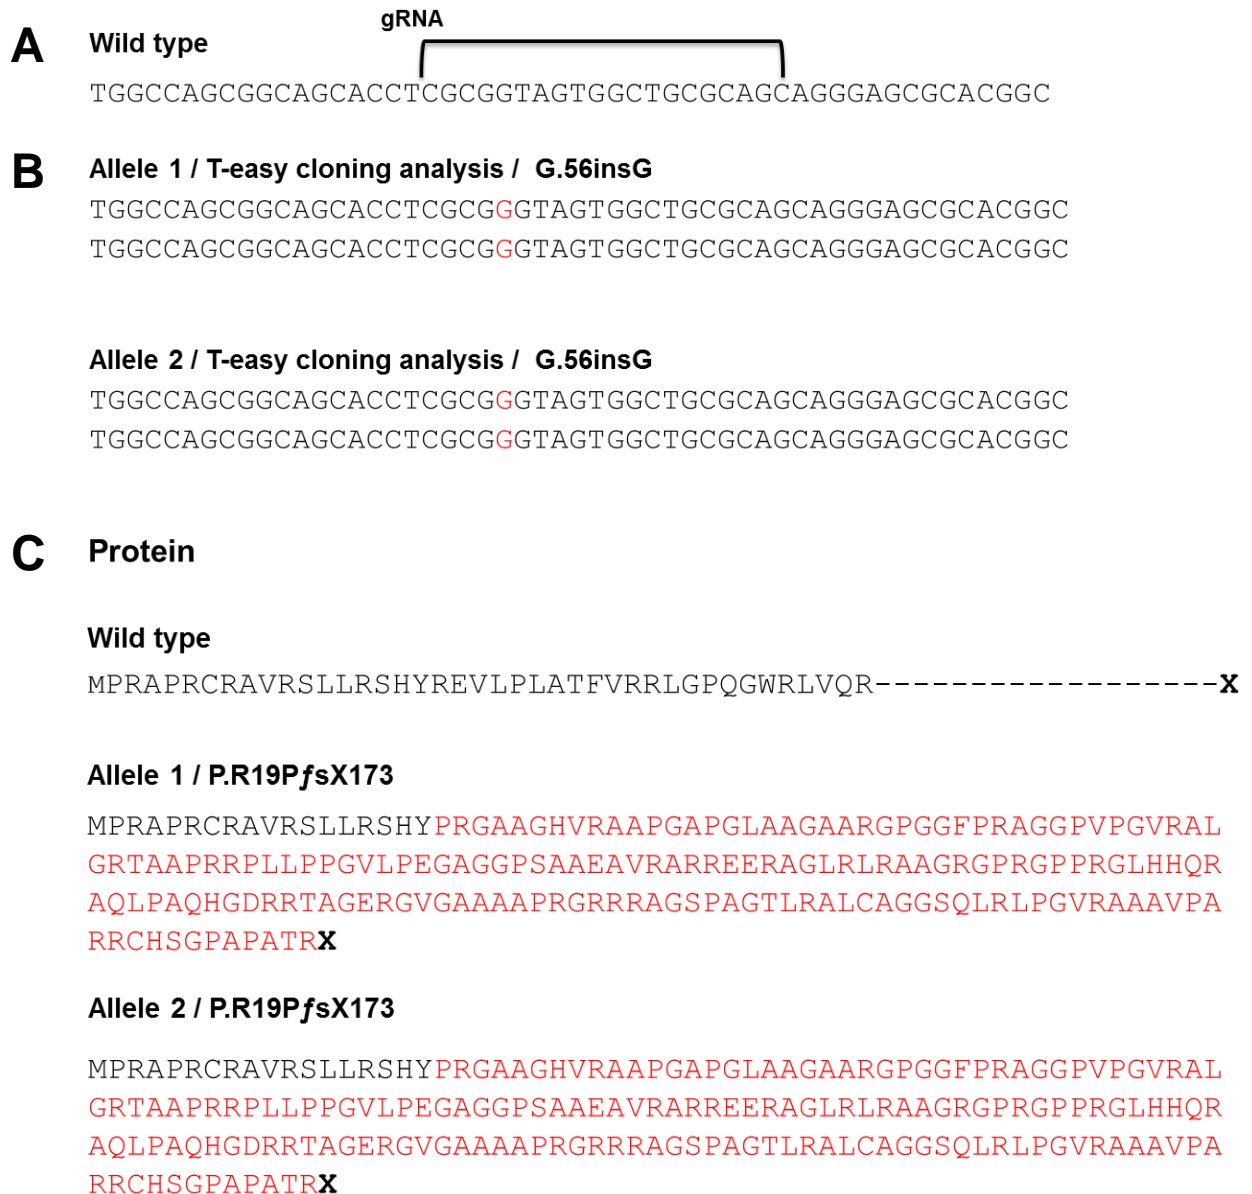 A
gRNA
Wild type
TGGCCAGCGGCAGCACCTCGCGGTAGTGGCTGCGCAGCAGGGAGCGCACGGC
B
Allele 1 / T-easy cloning analysis / G.56insG
TGGCCAGCGGCAGCACCTCGCGGGTAGTGGCTGCGCAGCAGGGAGCGCACGGC
TGGCCAGCGGCAGCACCTCGCGGGTAGTGGCTGCGCAGCAGGGAGCGCACGGC
Allele 2 / T-easy cloning analysis / G.56insG
TGGCCAGCGGCAGCACCTCGCGGGTAGTGGCTGCGCAGCAGGGAGCGCACGGC
TGGCCAGCGGCAGCACCTCGCGGGTAGTGGCTGCGCAGCAGGGAGCGCACGGC
C Protein
Wild type
MPRAPRCRAVRSLLRSHYREVLPLATFVRRLGPQGWRLVQR------------------X
Allele 1 / P.R19PƒsX173
MPRAPRCRAVRSLLRSHYPRGAAGHVRAAPGAPGLAAGAARGPGGFPRAGGPVPGVRAL
GRTAAPRRPLLPPGVLPEGAGGPSAAEAVRARREERAGLRLRAAGRGPRGPPRGLHHQR
AQLPAQHGDRRTAGERGVGAAAAPRGRRRAGSPAGTLRALCAGGSQLRLPGVRAAAVPA
RRCHSGPAPATRX
Allele 2 / P.R19PƒsX173
MPRAPRCRAVRSLLRSHYPRGAAGHVRAAPGAPGLAAGAARGPGGFPRAGGPVPGVRAL
GRTAAPRRPLLPPGVLPEGAGGPSAAEAVRARREERAGLRLRAAGRGPRGPPRGLHHQR
AQLPAQHGDRRTAGERGVGAAAAPRGRRRAGSPAGTLRALCAGGSQLRLPGVRAAAVPA
RRCHSGPAPATRX